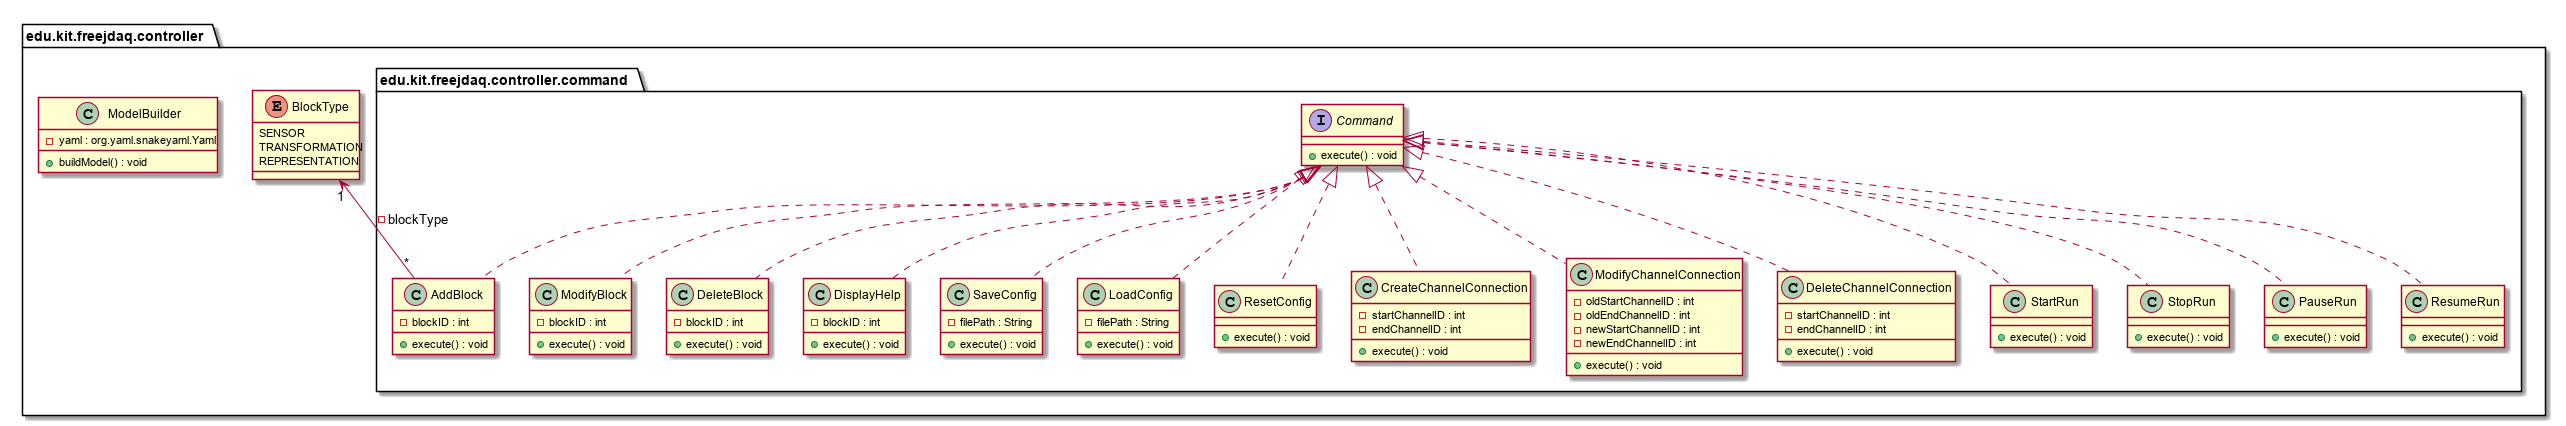 edu.kit.freejdaq.controller
edu.kit.freejdaq.controller.command
C ModelBuilder
yaml : org.yaml.snakeyaml.Yaml
buildModel() : void
E BlockType
SENSOR
TRANSFORMATION
REPRESENTATION
I Command
execute() : void
1
blockType
*
C AddBlock
blockID : int
execute() : void
C ModifyBlock
blockID : int
execute() : void
C DeleteBlock
blockID : int
execute() : void
C DisplayHelp
blockID : int
execute() : void
C SaveConfig
filePath : String
execute() : void
C LoadConfig
filePath : String
execute() : void
C ResetConfig
execute() : void
C CreateChannelConnection
startChannelID : int
endChannelID : int
execute() : void
C ModifyChannelConnection
oldStartChannelID : int
oldEndChannelID : int
newStartChannelID : int
newEndChannelID : int
execute() : void
C DeleteChannelConnection
startChannelID : int
endChannelID : int
execute() : void
C StartRun
execute() : void
C StopRun
execute() : void
C PauseRun
execute() : void
C ResumeRun
execute() : void